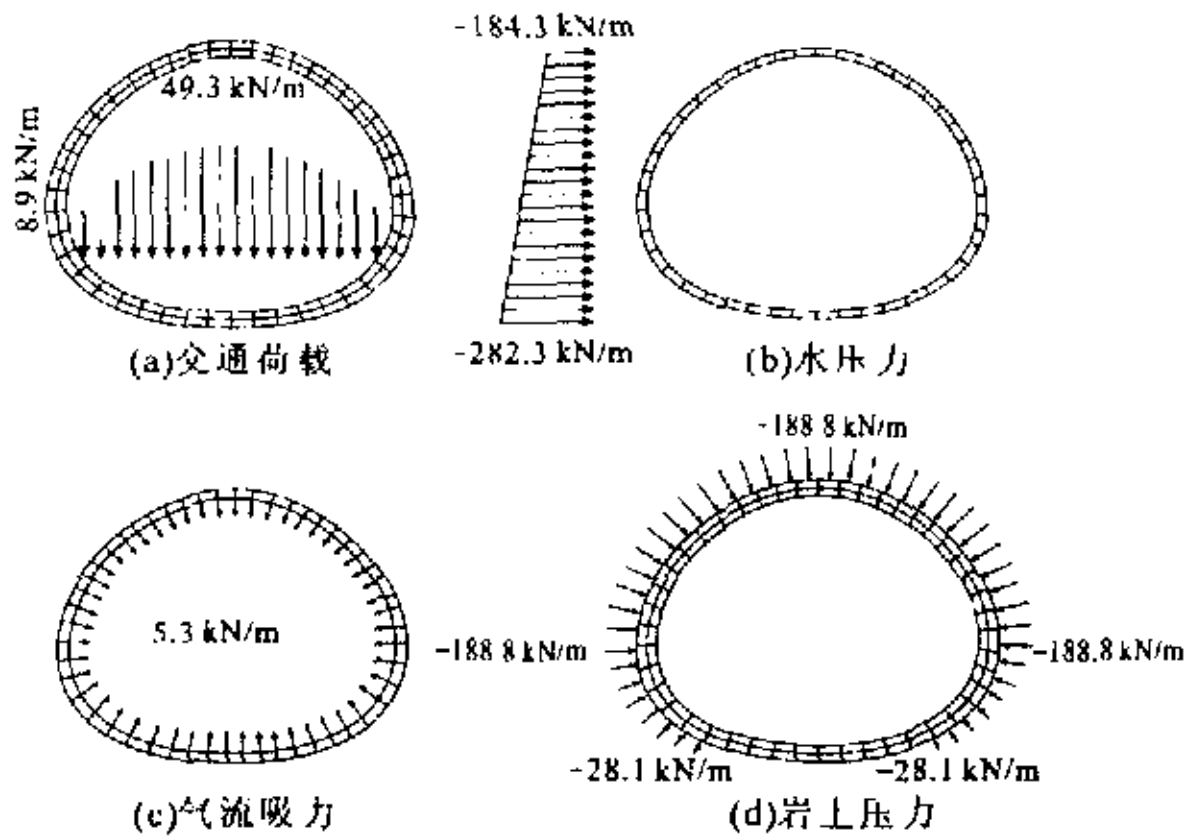 -184.3 kN/m
49.3 kN/m
8.9 kN/m
-282.3 kN/m
(a)交通荷载
(b)水压力
-188 8 kN/m
5.3 kN/m
-188 8 kN/m
-188.8 kN/m
-28.1 kN/m
-28.1 kN/m
(c)气流吸力
(d)岩土压力